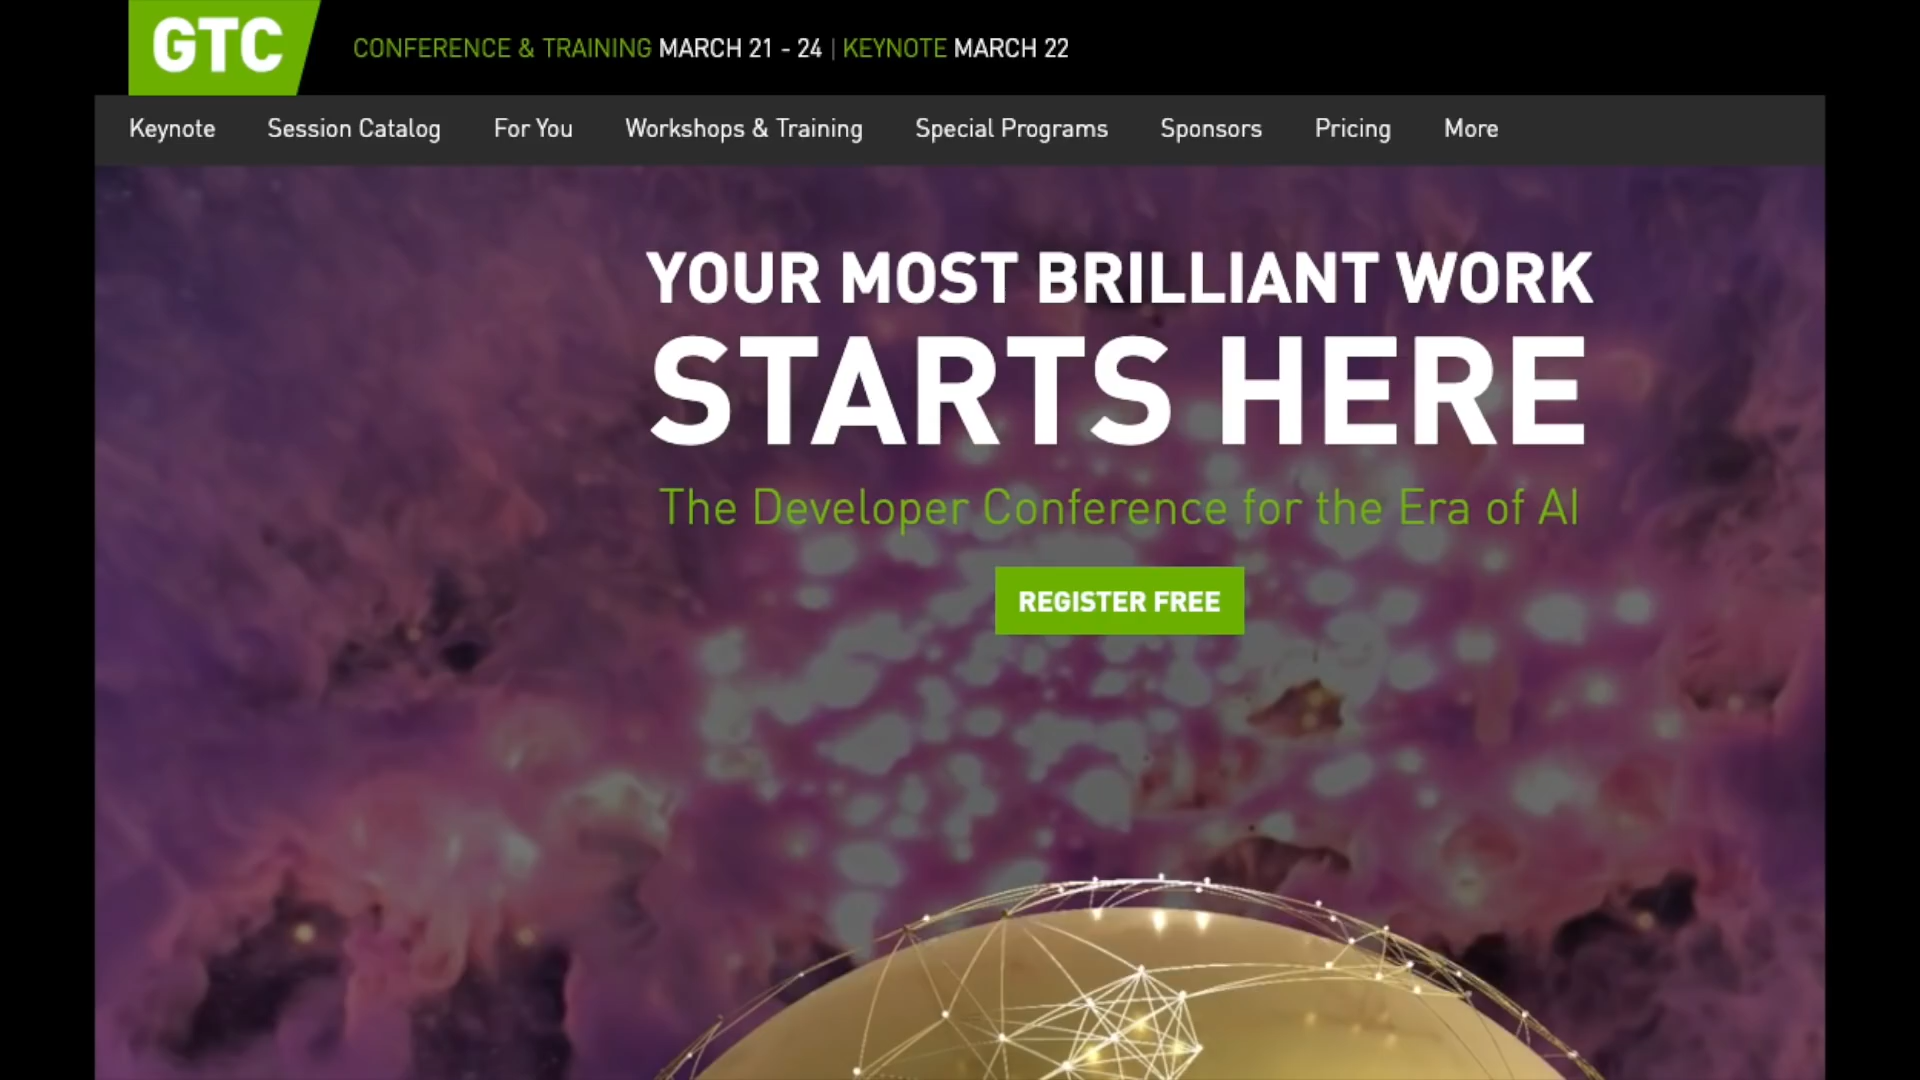 GTC
CONFERENCE & TRAINING MARCH 21 - 24 | KEYNOTE MARCH 22
Keynote Session Catalog For You Workshops & Training Special Programs Sponsors Pricing More
YOUR MOST BRILLIANT WORK
STARTS HERE
The Developer Conference for the Era of AI
REGISTER FREE